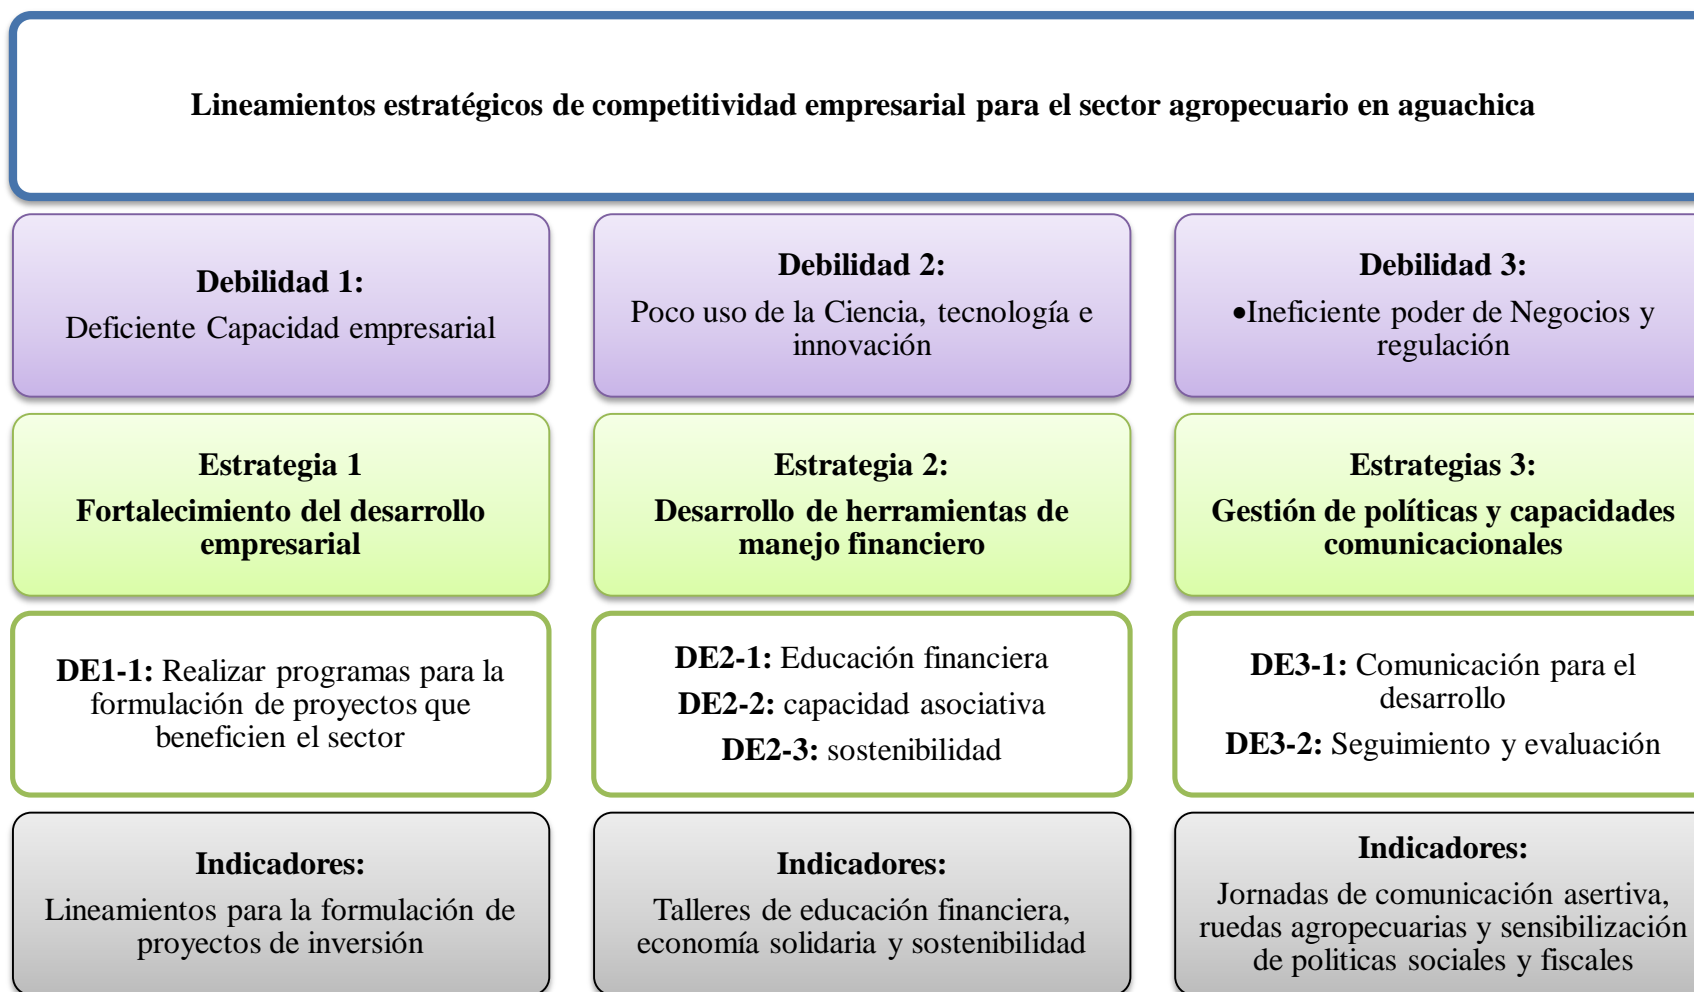 Lineamientos estratégicos de competitividad empresarial para el sector agropecuario en aguachica
Debilidad 1:
Deficiente Capacidad empresarial
Debilidad 2:
Poco uso de la Ciencia, tecnología e
innovación
Debilidad 3:
•Ineficiente poder de Negocios y
regulación
Estrategia 1
Fortalecimiento del desarrollo
empresarial
Estrategia 2:
Desarrollo de herramientas de
manejo financiero
Estrategias 3:
Gestión de políticas y capacidades
comunicacionales
DE1-1: Realizar programas para la
formulación de proyectos que
beneficien el sector
DE2-1: Educación financiera
DE2-2: capacidad asociativa
DE2-3: sostenibilidad
DE3-1: Comunicación para el
desarrollo
DE3-2: Seguimiento y evaluación
Indicadores:
Lineamientos para la formulación de
proyectos de inversión
Indicadores:
Talleres de educación financiera,
economía solidaria y sostenibilidad
Indicadores:
Jornadas de comunicación asertiva,
ruedas agropecuarias y sensibilización
de politicas sociales y fiscales